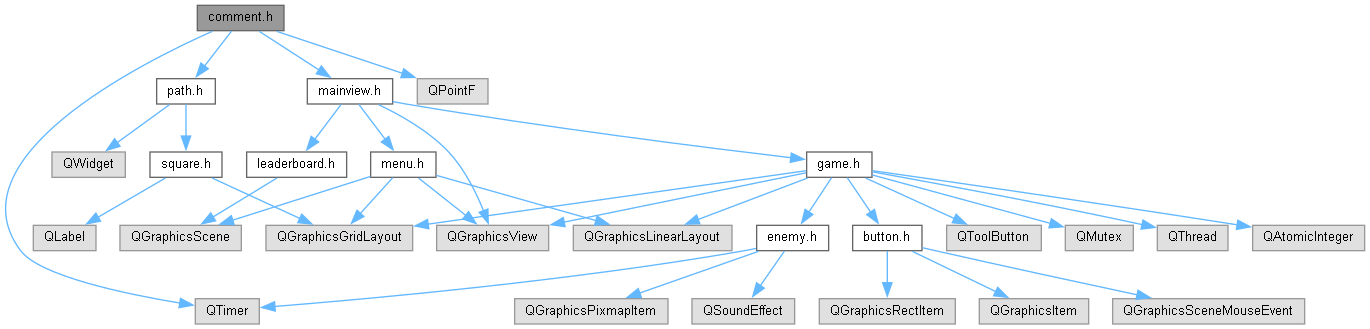 comment.h
path.h
mainview.h
QPointF
QWidget
square.h
leaderboard.h
menu.h
game.h
QLabel
QGraphicsScene
QGraphicsGridLayout
QGraphicsView
QGraphicsLinearLayout
enemy.h
button.h
QToolButton
QMutex
QThread
QAtomicInteger
QTimer
QGraphicsPixmapItem
QSoundEffect
QGraphicsRectItem
QGraphicsItem
QGraphicsSceneMouseEvent